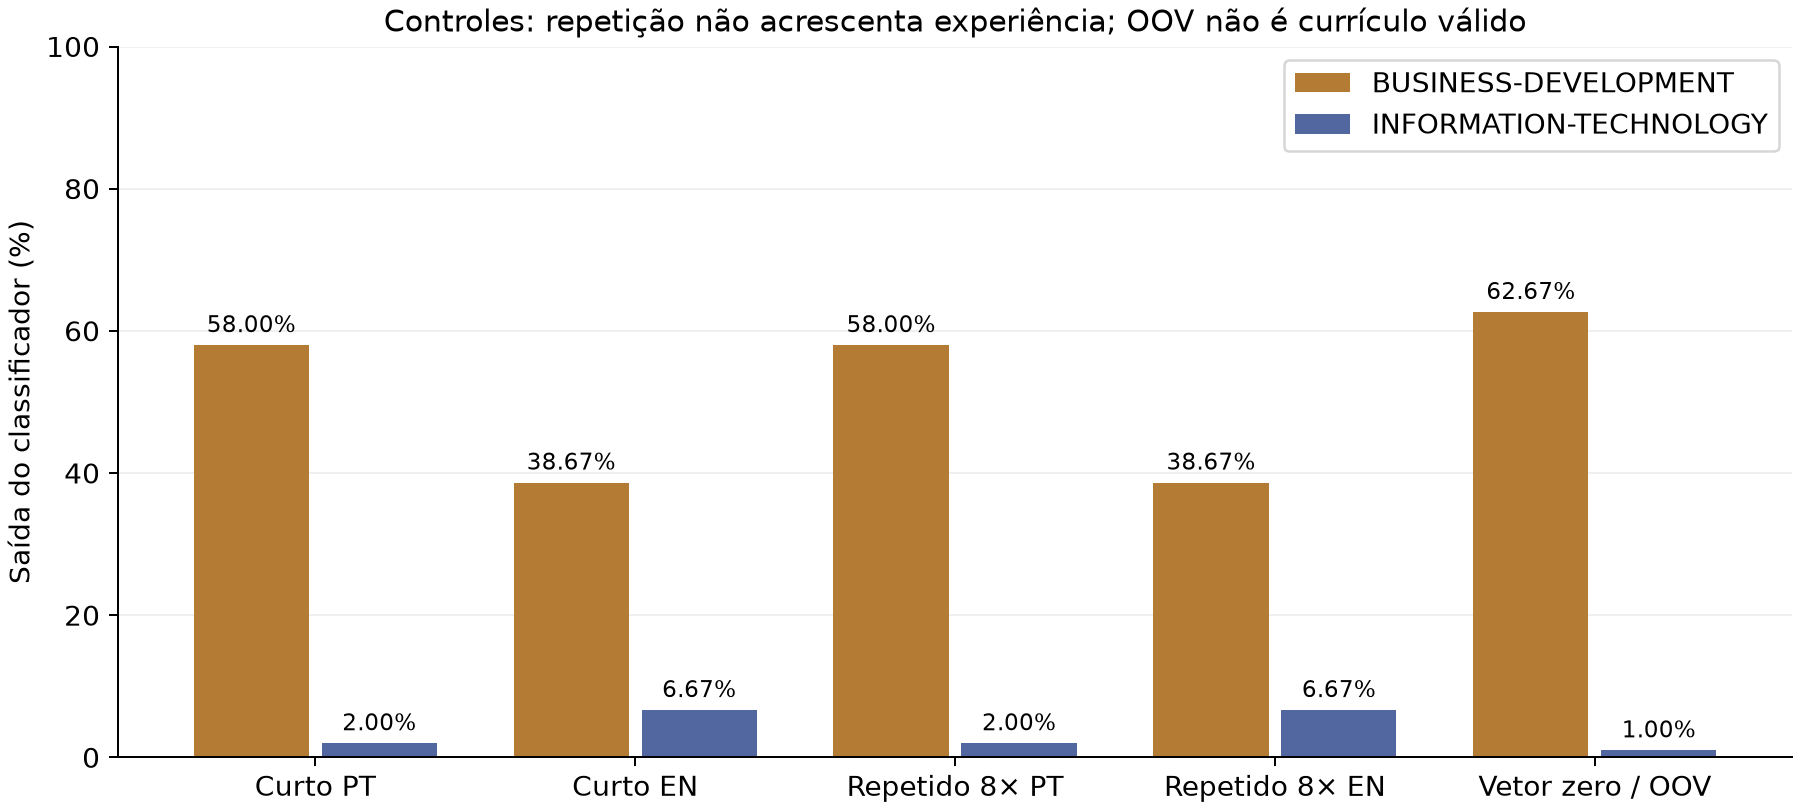 Controles: repetição não acrescenta experiência; OOV não é currículo válido
BUSINESS-DEVELOPMENT
INFORMATION-TECHNOLOGY
Saída do classificador (%)
100
80
60
40
20
0
58.00%
2.00%
38.67%
6.67%
58.00%
2.00%
38.67%
6.67%
62.67%
1.00%
Curto PT
Curto EN
Repetido 8× PT
Repetido 8× EN
Vetor zero / OOV